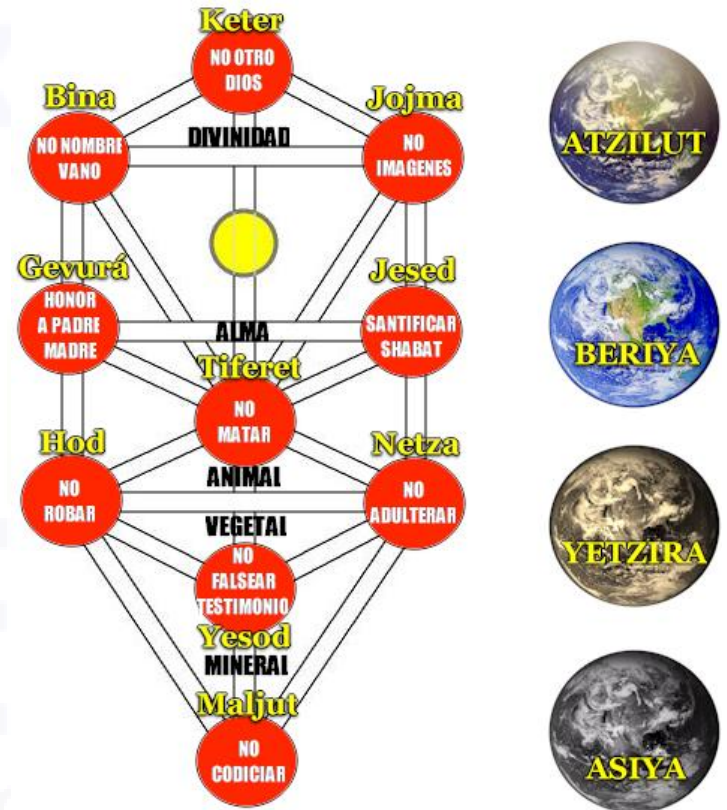 Keter
NO OTRO
DIOS
Bina
NO NOMBRE
VANO
Jojma
NO
IMAGENES
DIVINIDAD
Gevurá
HONOR
A PADRE
MADRE
Jesed
SANTIFICAR
SHABAT
ALMA
Tiferet
NO
MATAR
Hod
NO
ROBAR
Netza
NO
ADULTERAR
ANIMAL
VEGETAL
NO
FALSEAR
TESTIMONIO
Yesod
MINERAL
Maljut
NO
CODICIAR
ATZILUT
BERIYA
YETZIRA
ASIYA